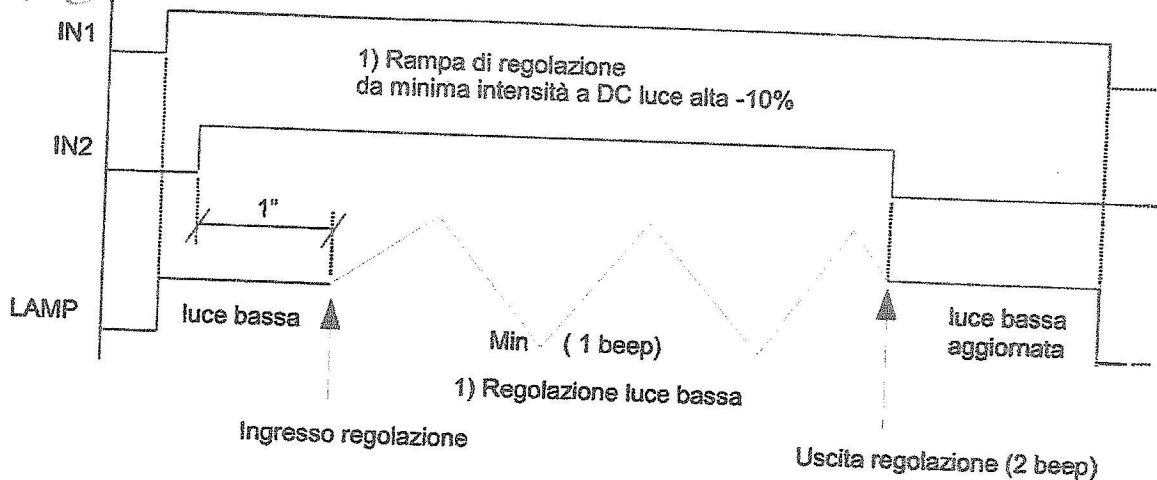 IN1
1) Rampa di regolazione
da minima intensità a DC luce alta -10%
IN2
1"
LAMP
luce bassa
Min ( 1 beep)
luce bassa
aggiornata
1) Regolazione luce bassa
Ingresso regolazione
Uscita regolazione (2 beep)